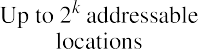 Up to 2^k addressable
locations